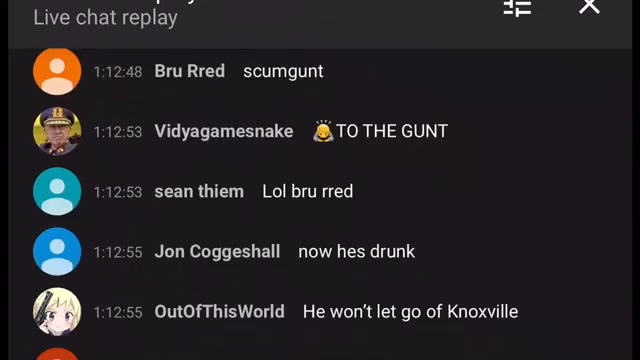 Live chat replay
1:12:48 Bru Rred scumgunt
1:12:53 Vidyagamesnake 🙇TO THE GUNT
1:12:53 sean thiem Lol bru rred
1:12:55 Jon Coggeshall now hes drunk
1:12:55 OutOfThisWorld He won't let go of Knoxville